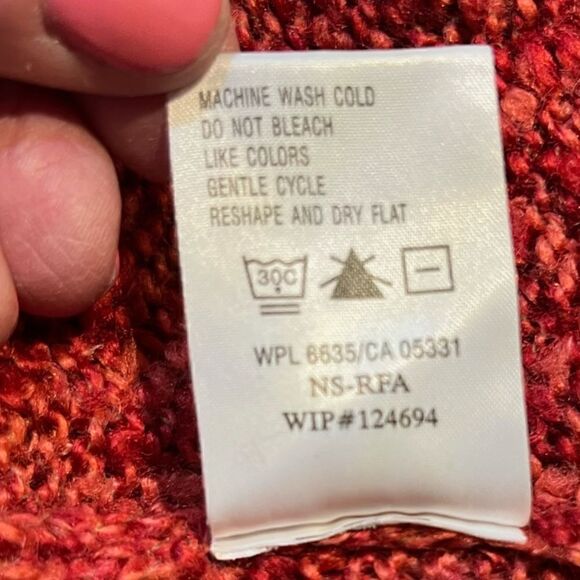 MACHINE WASH COLD
DO NOT BLEACH
LIKE COLORS
GENTLE CYCLE
RESHAPE AND DRY FLAT
30C
WPL 6635/CA 05331
NS-RFA
WIP#124694